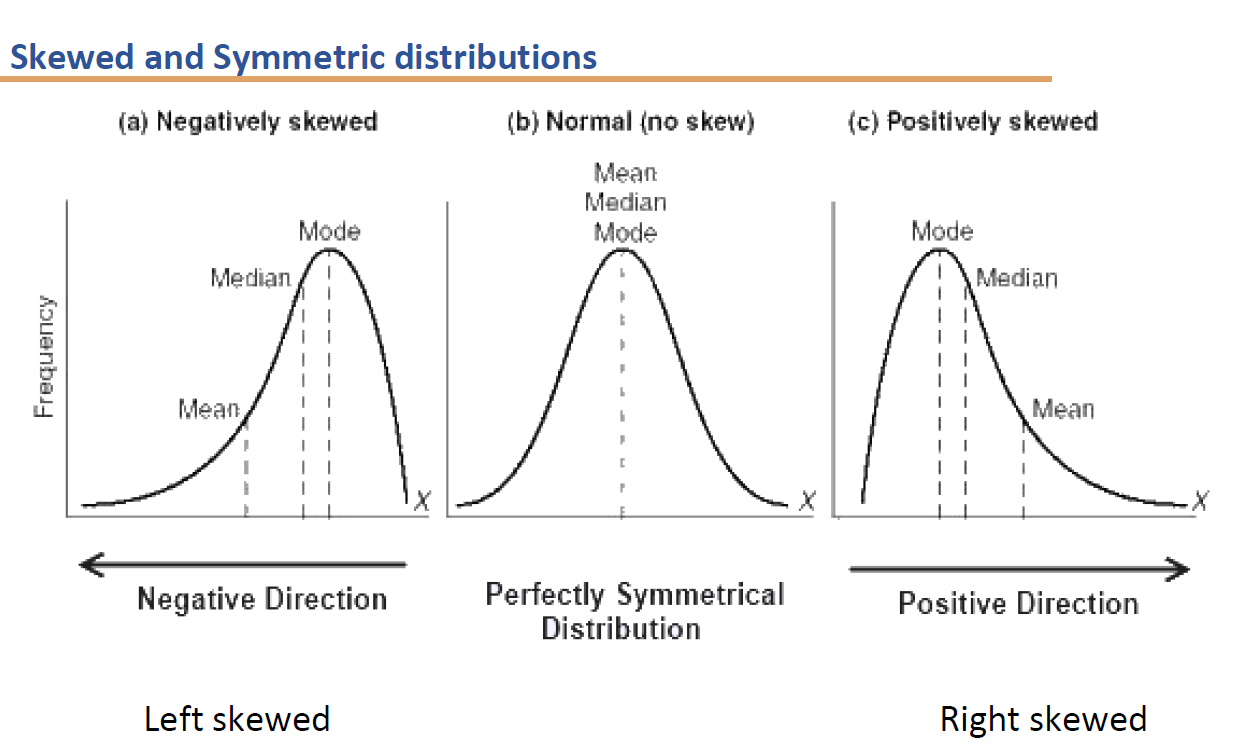 Skewed and Symmetric distributions
(a) Negatively skewed
(b) Normal (no skew)
(c) Positively skewed
Mean
Median
Mode
Mode
Mode
Median
Median
Mean
Mean
Frequency
X
X
X
Negative Direction
Perfectly Symmetrical
Distribution
Positive Direction
Left skewed
Right skewed